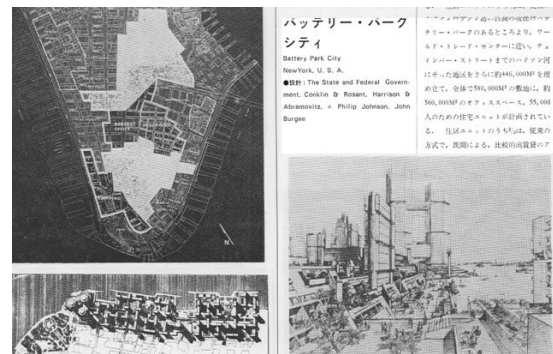 バッテリー・パーク
シティ
Battery Park City
NewYork, U. S. A.
●設計：The State and Federal Govern-
ment, Conklin & Rosant, Harrison &
Abramovitz, + Philip Johnson, John
Burgee
テリー・パークのあるところより，ワー
ルド・トレード・センターに近い，チェ
インバー・ストリートまでのハドソン河
にそった地区をさらに約446,000M²を埋
め立て，全体で580,000M²の敷地に，約
560,000M²のオフィススペース，55,000
人のための住宅ユニットが計画されてい
る． 住居ユニットのうち⅔は，従来の
方式で，民間による，比較的高賃貸のア